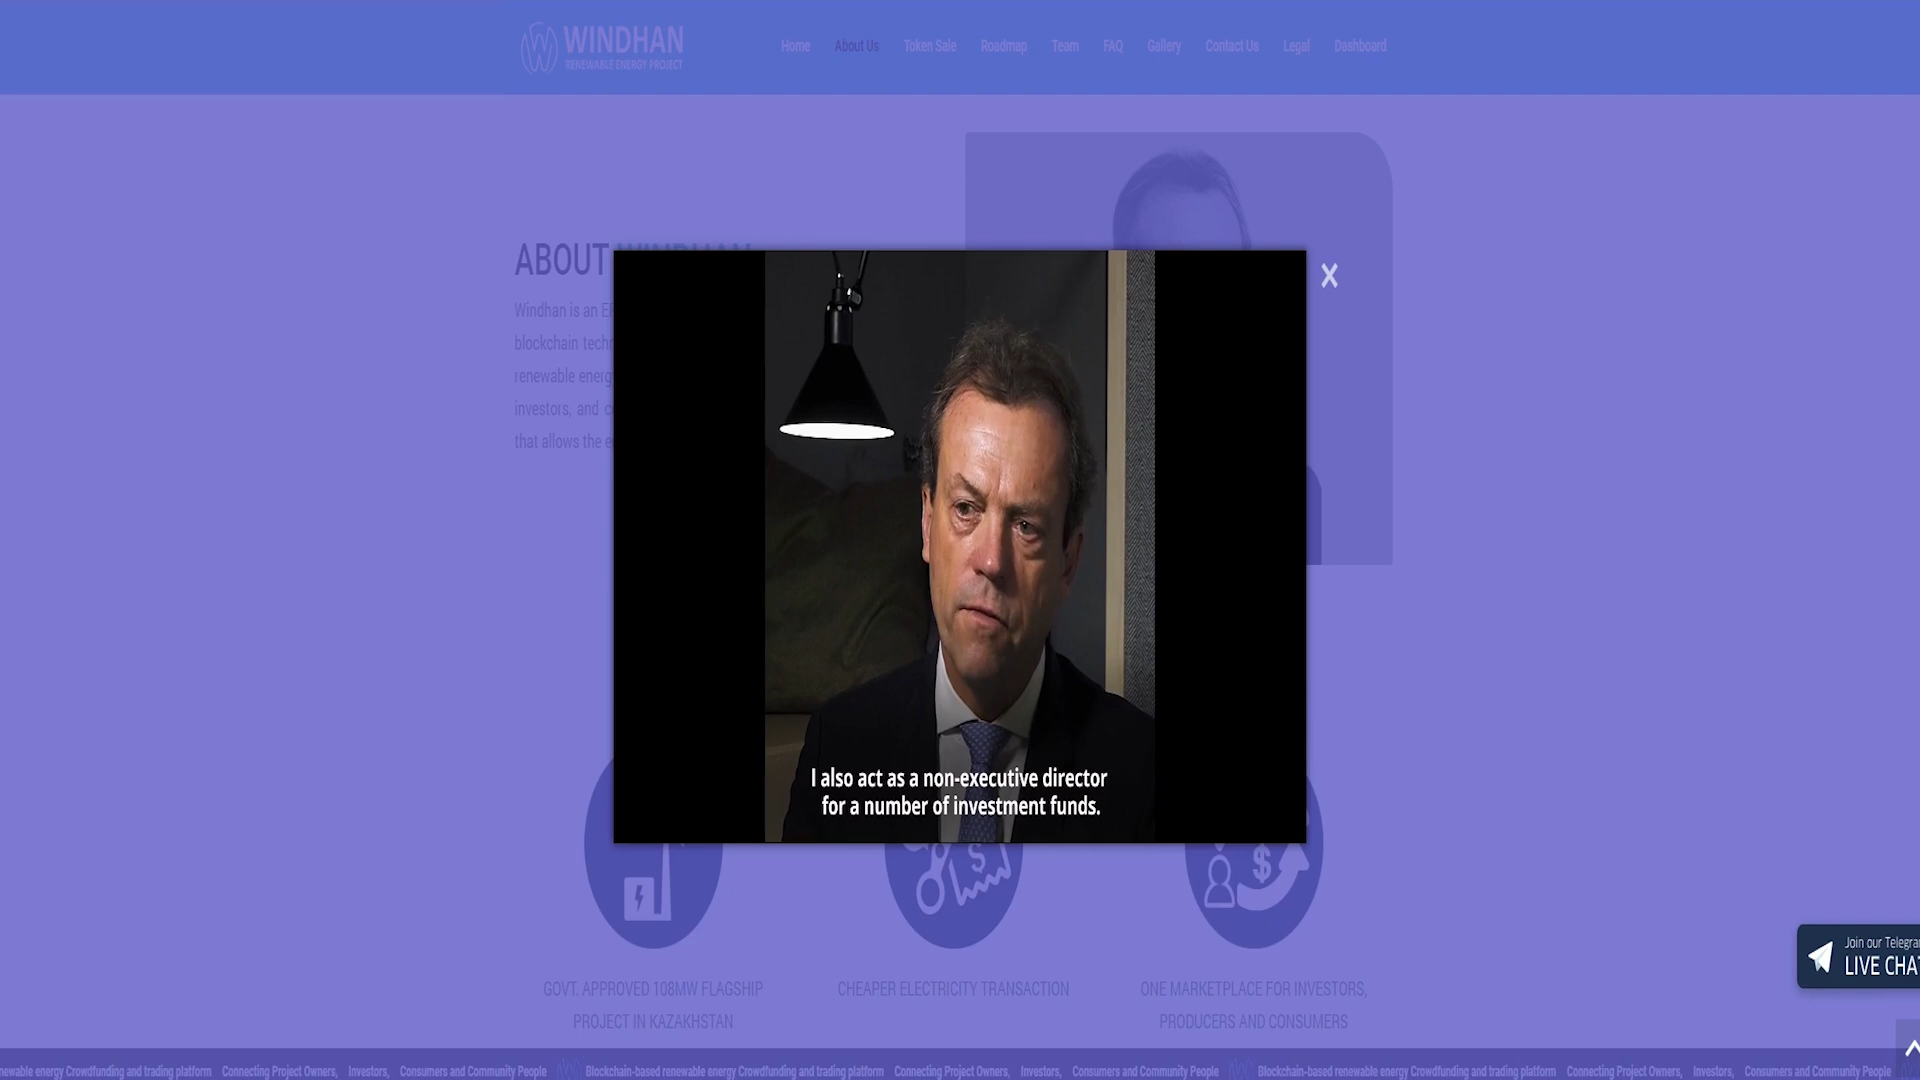 WINDHAN
RENEWABLE ENERGY PROJECT
Home About Us Token Sale Roadmap Team FAQ Gallery Contact Us Legal Dashboard
ABOUT WINDHAN
Windhan is an
blockchain
renewable
investors, and
that allows the
I also act as a non-executive director
for a number of investment funds.
Join our
LIVE
GOVT. APPROVED 108MW FLAGSHIP
PROJECT IN KAZAKHSTAN
CHEAPER ELECTRICITY TRANSACTION
ONE MARKETPLACE FOR INVESTORS,
PRODUCERS AND CONSUMERS
energy Crowdfunding and trading platform Connecting Project Owners, Investors, Consumers and Community People Blockchain-based renewable energy Crowdfunding and trading platform Connecting Project Owners, Investors, Consumers and Community People Blockchain-based renewable energy Crowdfunding and trading platform Connecting Project Owners, Investors, Consumers and Community People